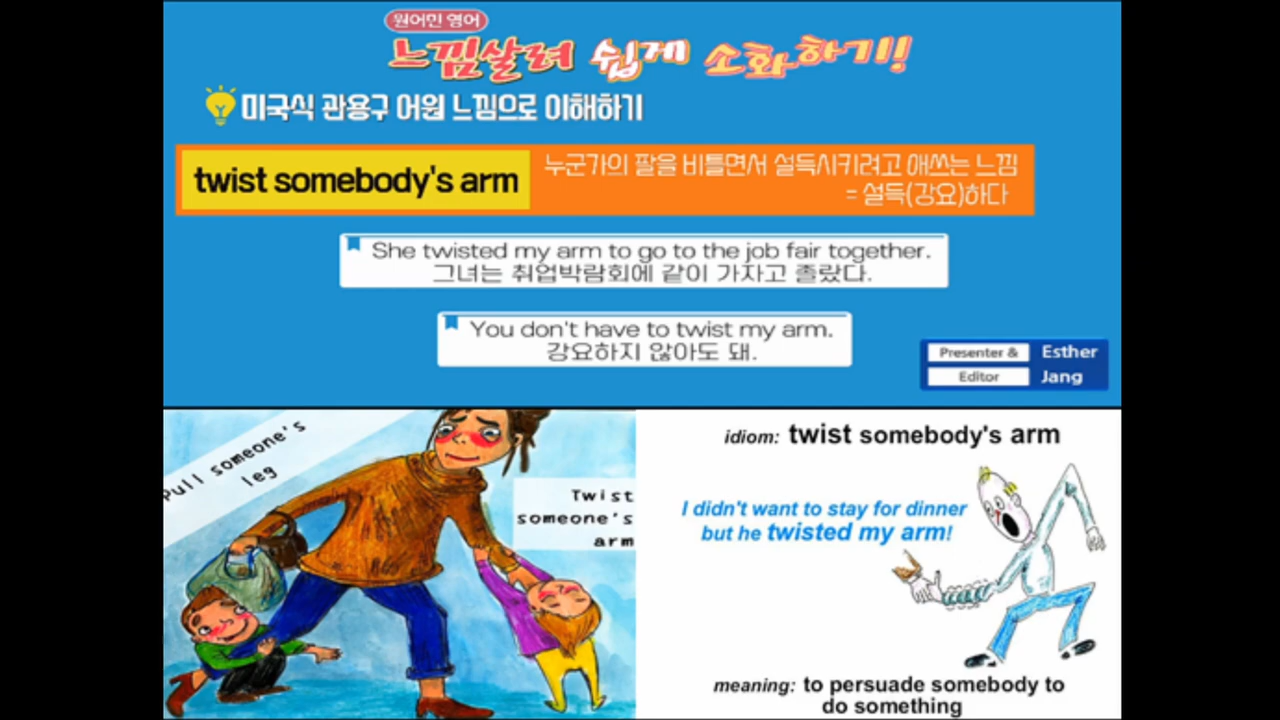 원어민 영어
느낌살려 쉽게 소화하기!
미국식 관용구 어원 느낌으로 이해하기
twist somebody's arm
누군가의 팔을 비틀면서 설득시키려고 애쓰는 느낌
= 설득(강요)하다
She twisted my arm to go to the job fair together.
그녀는 취업박람회에 같이 가자고 졸랐다.
You don't have to twist my arm.
강요하지 않아도 돼.
Presenter & Esther
Editor Jang
Pull someone's
leg
Twist
someone's
arm
idiom: twist somebody's arm
I didn't want to stay for dinner
but he twisted my arm!
meaning: to persuade somebody to
do something